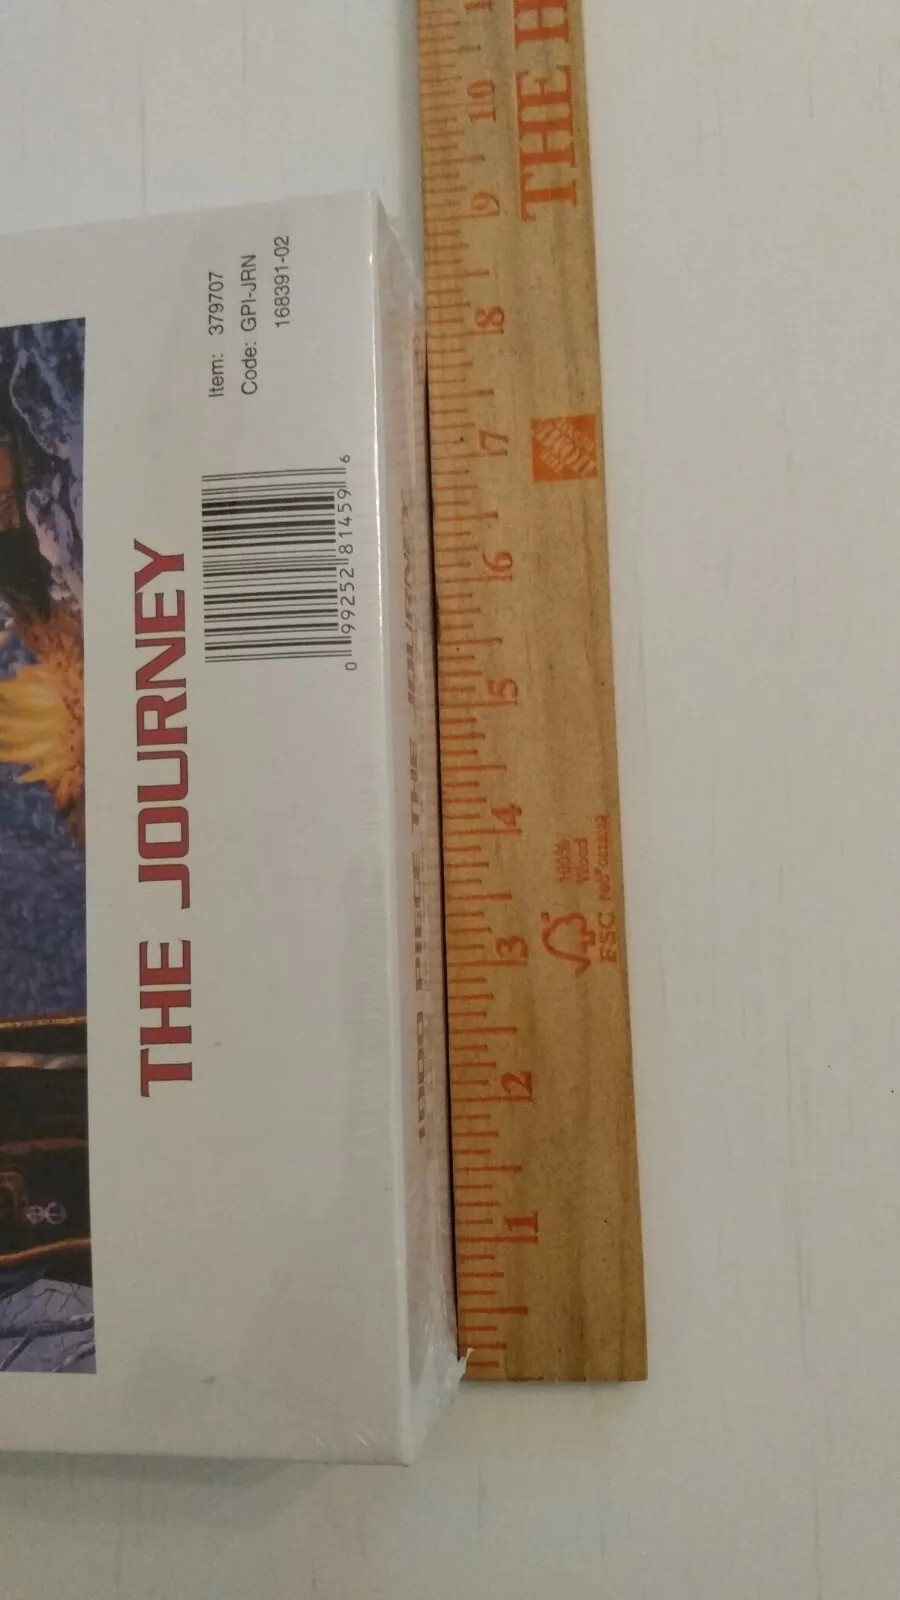 THE JOURNEY
Item: 379707
Code: GPI-JRN
168391-02
0 99252 81459 6
1000 PIECE THE JOURNEY
1 2 3 4 5 6 7 8 9 10
THE H
100%
Wood
FSC